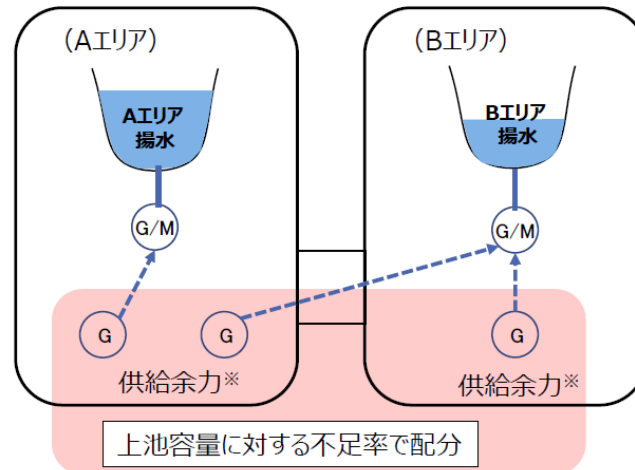 （Aエリア）
（Bエリア）
Aエリア
揚水
Bエリア
揚水
G/M
G/M
G
G
G
供給余力※
供給余力※
上池容量に対する不足率で配分